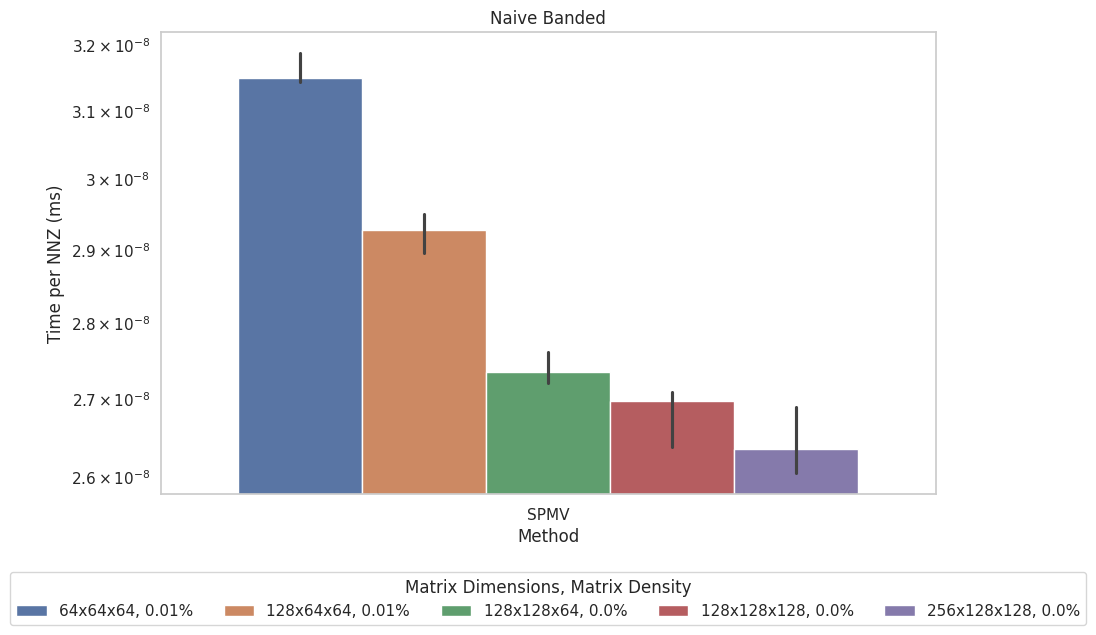 Naive Banded
3.2 × 10⁻⁸
3.1 × 10⁻⁸
3 × 10⁻⁸
2.9 × 10⁻⁸
2.8 × 10⁻⁸
2.7 × 10⁻⁸
2.6 × 10⁻⁸
Time per NNZ (ms)
SPMV
Method
Matrix Dimensions, Matrix Density
64x64x64, 0.01% 128x64x64, 0.01% 128x128x64, 0.0% 128x128x128, 0.0% 256x128x128, 0.0%